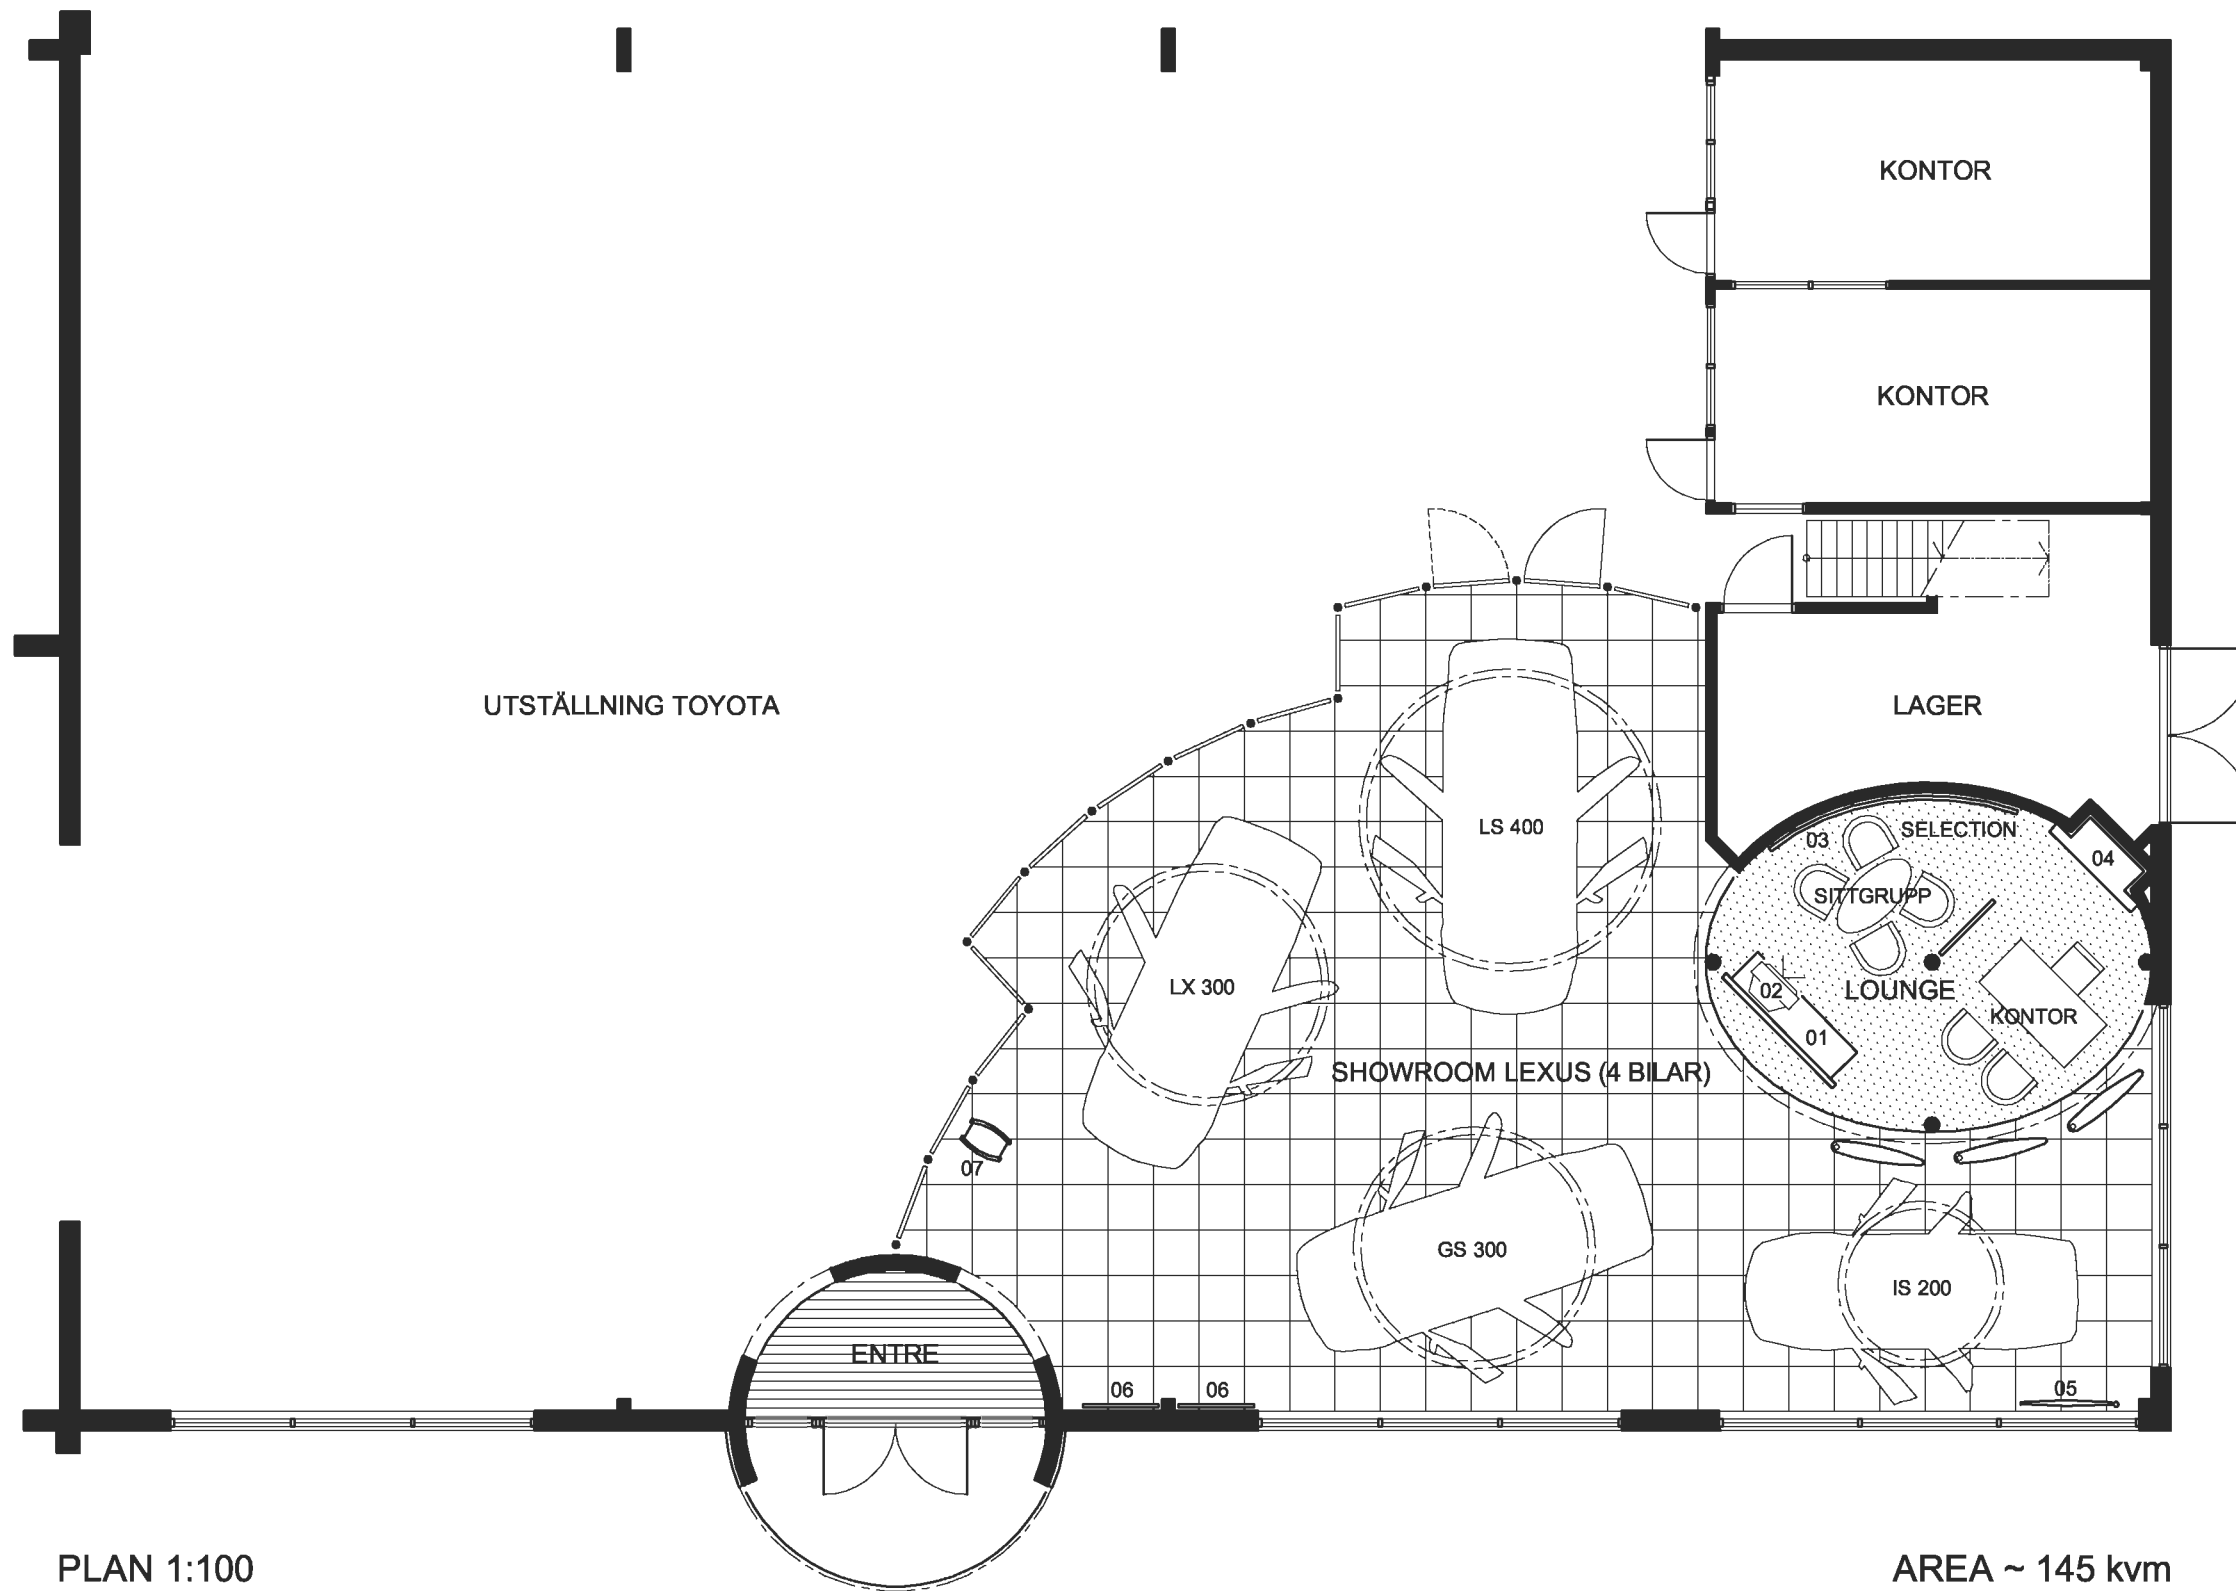 KONTOR
KONTOR
UTSTÄLLNING TOYOTA
LAGER
LS 400
SELECTION
03
04
SITTGRUPP
LX 300
02
LOUNGE
KONTOR
01
SHOWROOM LEXUS (4 BILAR)
07
GS 300
IS 200
ENTRE
06
06
05
PLAN 1:100
AREA ~ 145 kvm